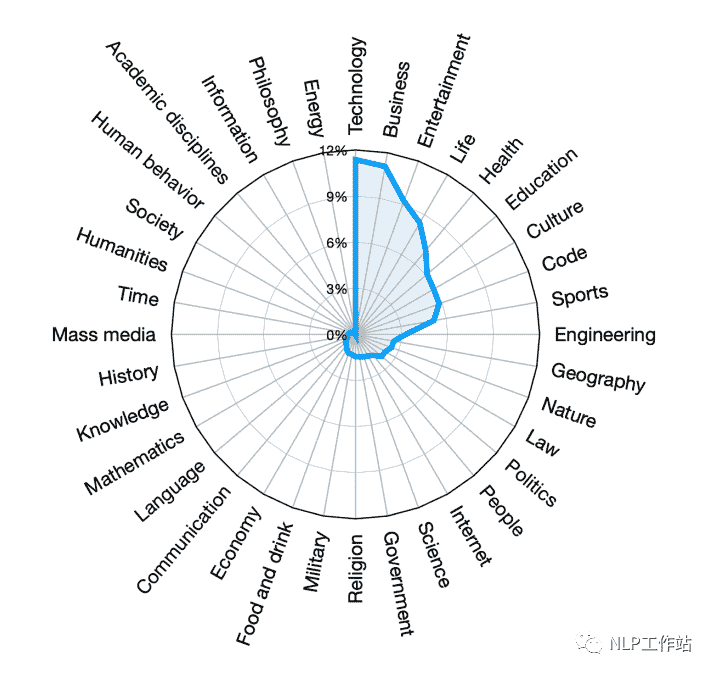 Technology
Business
Entertainment
Life
Health
Education
Culture
Code
Sports
Engineering
Geography
Nature
Law
Politics
People
Internet
Science
Government
Religion
Military
Food and drink
Economy
Communication
Language
Mathematics
Knowledge
History
Mass media
Time
Humanities
Society
Human behavior
Academic disciplines
Information
Philosophy
Energy
12%
9%
6%
3%
0%
NLP工作站